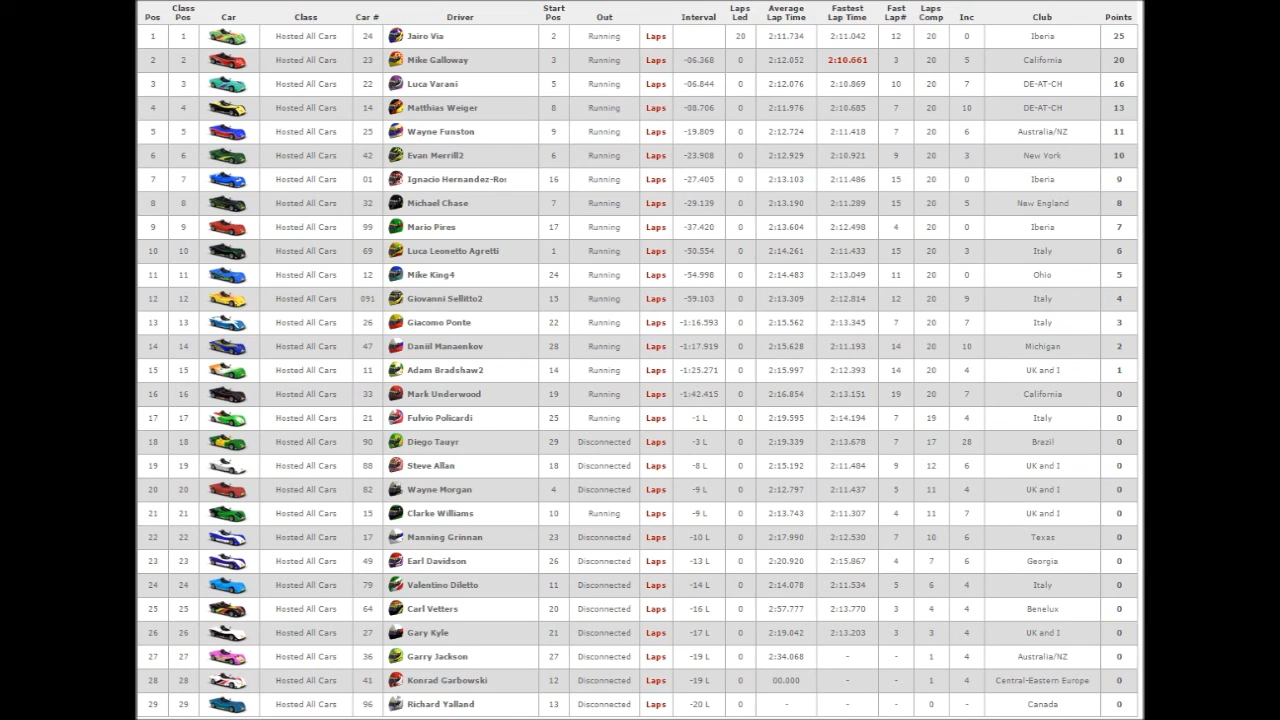 Pos Class Pos Car Class Car # Driver Start Pos Out Interval Laps Led Average Lap Time Fastest Lap Time Fast Lap# Laps Comp Inc Club Points
1 1 Hosted All Cars 24 Jairo Via 2 Running Laps 20 2:11.734 2:11.042 12 20 0 Iberia 25
2 2 Hosted All Cars 23 Mike Galloway 3 Running Laps -06.368 0 2:12.052 2:10.661 3 20 5 California 20
3 3 Hosted All Cars 22 Luca Varani 5 Running Laps -06.844 0 2:12.076 2:10.869 10 20 7 DE-AT-CH 16
4 4 Hosted All Cars 14 Matthias Weiger 8 Running Laps -08.706 0 2:11.976 2:10.685 7 20 10 DE-AT-CH 13
5 5 Hosted All Cars 25 Wayne Funston 9 Running Laps -19.809 0 2:12.724 2:11.418 7 20 6 Australia/NZ 11
6 6 Hosted All Cars 42 Evan Merrill2 6 Running Laps -23.908 0 2:12.929 2:10.921 9 20 3 New York 10
7 7 Hosted All Cars 01 Ignacio Hernandez-Ros 16 Running Laps -27.405 0 2:13.103 2:11.486 15 20 0 Iberia 9
8 8 Hosted All Cars 32 Michael Chase 7 Running Laps -29.139 0 2:13.190 2:11.289 15 20 5 New England 8
9 9 Hosted All Cars 99 Mario Pires 17 Running Laps -37.420 0 2:13.604 2:12.498 4 20 0 Iberia 7
10 10 Hosted All Cars 69 Luca Leonetto Agretti 1 Running Laps -50.554 0 2:14.261 2:11.433 15 20 3 Italy 6
11 11 Hosted All Cars 12 Mike King4 24 Running Laps -54.998 0 2:14.483 2:13.049 11 20 0 Ohio 5
12 12 Hosted All Cars 091 Giovanni Sellitto2 15 Running Laps -59.103 0 2:13.309 2:12.814 12 20 9 Italy 4
13 13 Hosted All Cars 26 Giacomo Ponte 22 Running Laps -1:16.593 0 2:15.562 2:13.345 7 20 7 Italy 3
14 14 Hosted All Cars 47 Daniil Manaenkov 28 Running Laps -1:17.919 0 2:15.628 2:11.193 14 20 10 Michigan 2
15 15 Hosted All Cars 11 Adam Bradshaw2 14 Running Laps -1:25.271 0 2:15.997 2:12.393 14 20 4 UK and I 1
16 16 Hosted All Cars 33 Mark Underwood 19 Running Laps -1:42.415 0 2:16.854 2:13.151 19 20 7 California 0
17 17 Hosted All Cars 21 Fulvio Policardi 25 Running Laps -1 L 0 2:19.595 2:14.194 7 19 4 Italy 0
18 18 Hosted All Cars 90 Diego Tauyr 29 Disconnected Laps -3 L 0 2:19.339 2:13.678 7 17 28 Brazil 0
19 19 Hosted All Cars 88 Steve Allan 18 Disconnected Laps -8 L 0 2:15.192 2:11.484 9 12 6 UK and I 0
20 20 Hosted All Cars 82 Wayne Morgan 4 Disconnected Laps -9 L 0 2:12.797 2:11.437 5 11 4 UK and I 0
21 21 Hosted All Cars 15 Clarke Williams 10 Running Laps -9 L 0 2:13.743 2:11.307 4 11 7 UK and I 0
22 22 Hosted All Cars 17 Manning Grinnan 23 Disconnected Laps -10 L 0 2:17.990 2:12.530 7 10 6 Texas 0
23 23 Hosted All Cars 49 Earl Davidson 26 Disconnected Laps -13 L 0 2:20.920 2:15.867 4 7 6 Georgia 0
24 24 Hosted All Cars 79 Valentino Diletto 11 Disconnected Laps -14 L 0 2:14.078 2:11.534 5 6 4 Italy 0
25 25 Hosted All Cars 64 Carl Vetters 20 Disconnected Laps -16 L 0 2:57.777 2:13.770 3 4 4 Benelux 0
26 26 Hosted All Cars 27 Gary Kyle 21 Disconnected Laps -17 L 0 2:19.042 2:13.203 3 3 4 UK and I 0
27 27 Hosted All Cars 36 Garry Jackson 27 Disconnected Laps -19 L 0 2:34.068 - - 1 4 Australia/NZ 0
28 28 Hosted All Cars 41 Konrad Garbowski 12 Disconnected Laps -19 L 0 00.000 - - 1 4 Central-Eastern Europe 0
29 29 Hosted All Cars 96 Richard Yalland 13 Disconnected Laps -20 L 0 - - - 0 - Canada 0